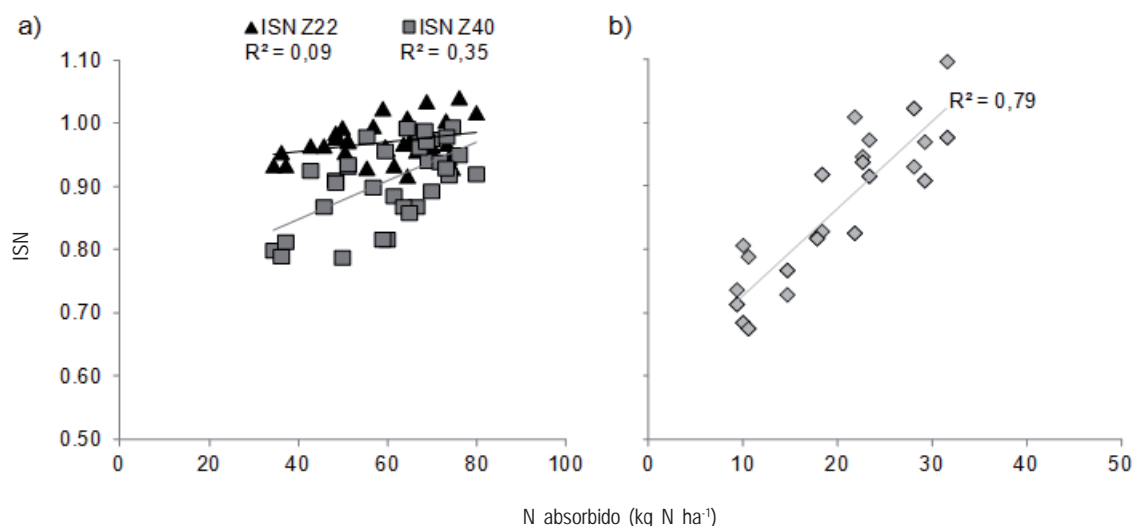 a)
▲ISN Z22
R² = 0,09
■ISN Z40
R² = 0,35
1.10
1.00
0.90
0.80
0.70
0.60
0.50
ISN
0
20
40
60
80
100
b)
R² = 0,79
0
10
20
30
40
50
N absorbido (kg N ha⁻¹)